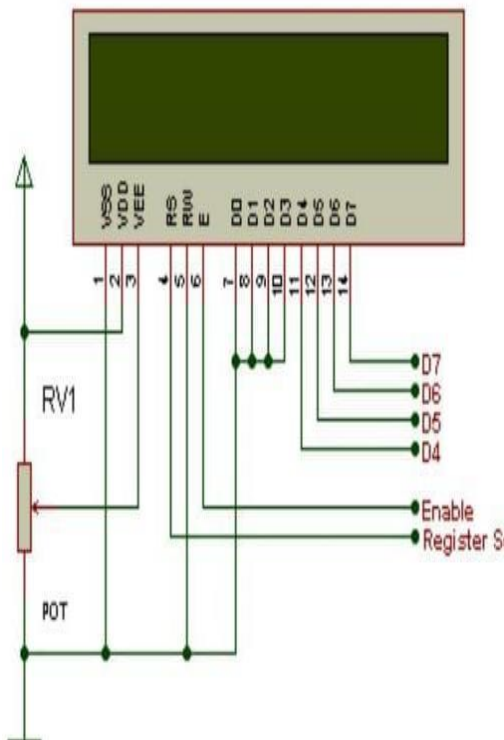 VSS
VDD
VEE
RS
RW
E
D0
D1
D2
D3
D4
D5
D6
D7
1
2
3
4
5
6
7
8
9
10
11
12
13
14
D7
D6
RV1
D5
D4
Enable
Register S
POT